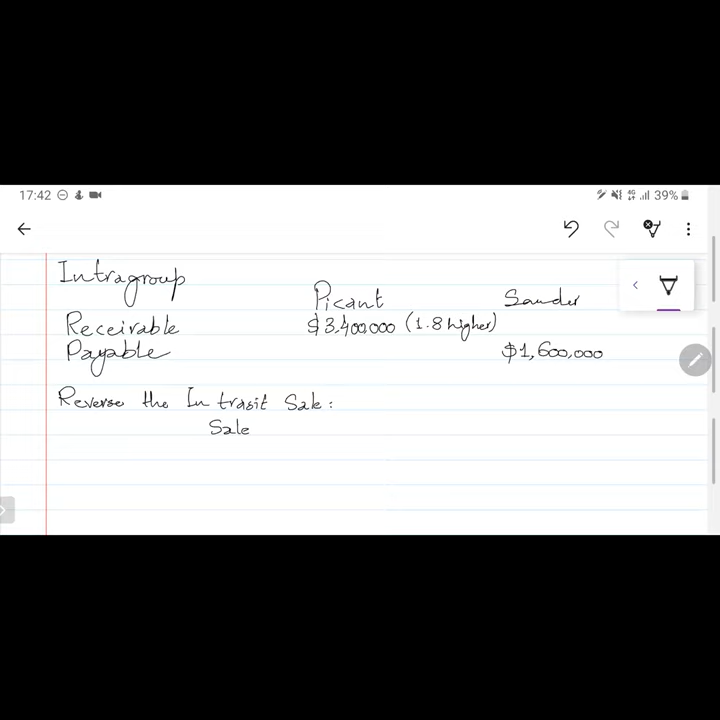 17:42 4G 39%
Intragroup
Picant Sander
Receivable $3,400,000 (1.8 higher)
Payable $1,600,000
Reverse the In trasit Sale:
Sale